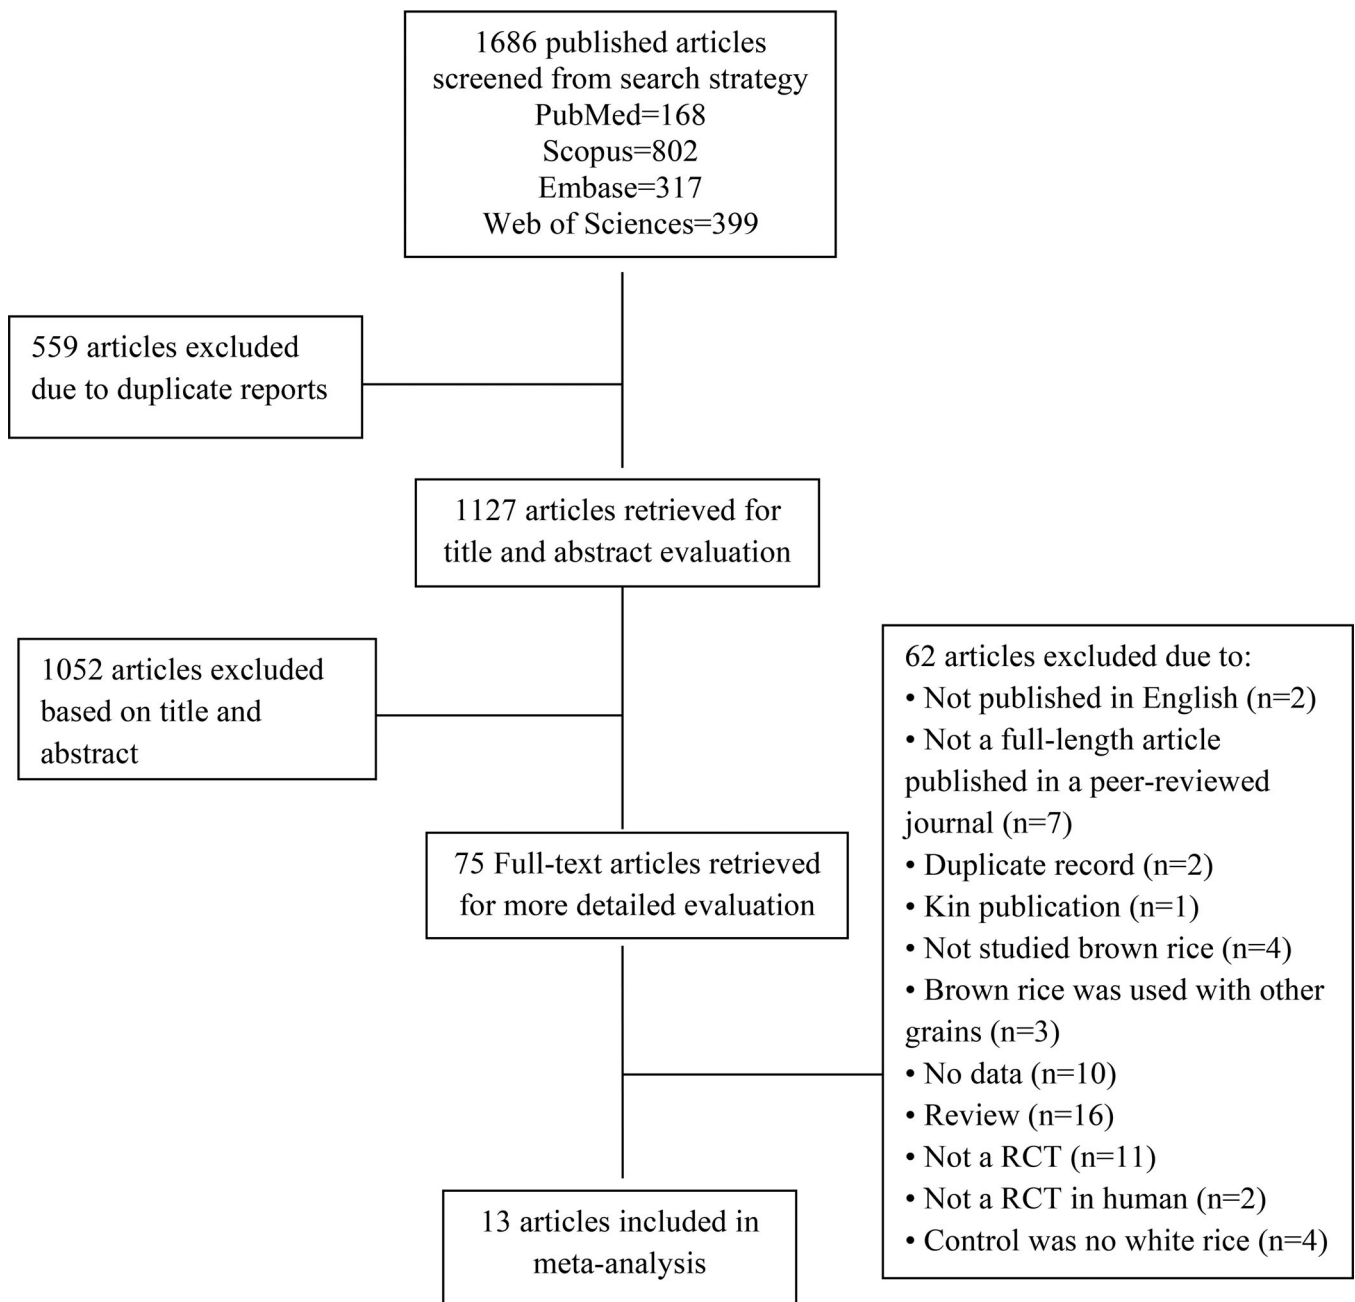 1686 published articles
screened from search strategy
PubMed=168
Scopus=802
Embase=317
Web of Sciences=399
559 articles excluded
due to duplicate reports
1127 articles retrieved for
title and abstract evaluation
1052 articles excluded
based on title and
abstract
75 Full-text articles retrieved
for more detailed evaluation
62 articles excluded due to:
• Not published in English (n=2)
• Not a full-length article
published in a peer-reviewed
journal (n=7)
• Duplicate record (n=2)
• Kin publication (n=1)
• Not studied brown rice (n=4)
• Brown rice was used with other
grains (n=3)
• No data (n=10)
• Review (n=16)
• Not a RCT (n=11)
• Not a RCT in human (n=2)
• Control was no white rice (n=4)
13 articles included in
meta-analysis